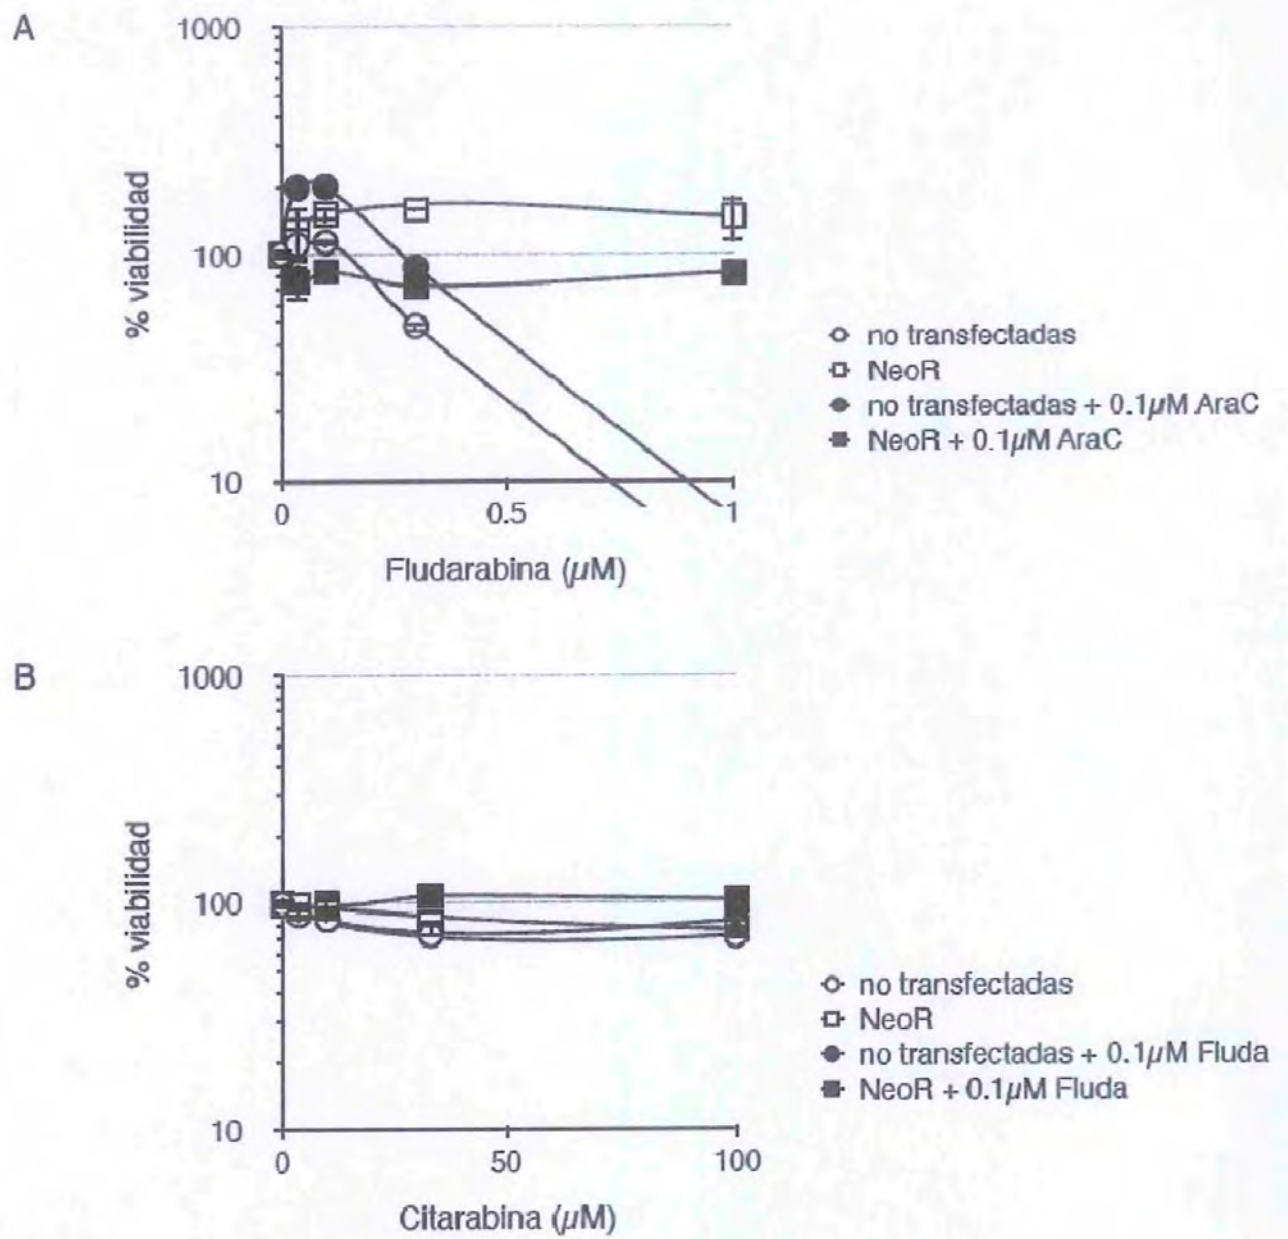 A
1000
100
10
% viabilidad
0
0.5
1
Fludarabina (µM)
no transfectadas
NeoR
no transfectadas + 0.1µM AraC
NeoR + 0.1µM AraC
B
1000
100
10
% viabilidad
0
50
100
Citarabina (µM)
no transfectadas
NeoR
no transfectadas + 0.1µM Fluda
NeoR + 0.1µM Fluda